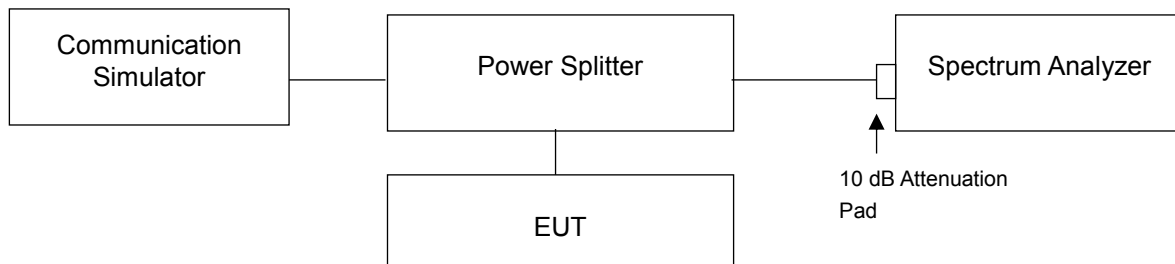 Communication
Simulator
Power Splitter
Spectrum Analyzer
10 dB Attenuation
Pad
EUT